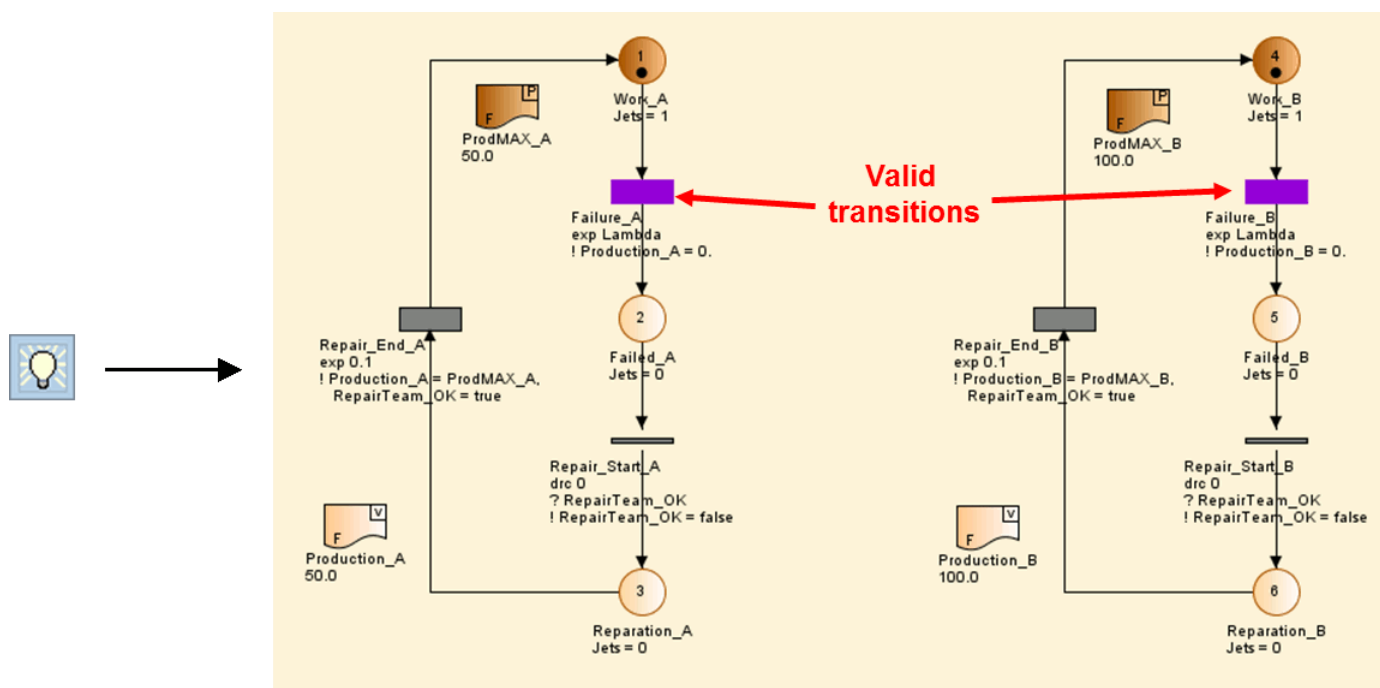 1
Work_A
Jets = 1
P
F
ProdMAX_A
50.0
Failure_A
exp Lambda
! Production_A = 0.
2
Failed_A
Jets = 0
Repair_End_A
exp 0.1
! Production_A = ProdMAX_A,
RepairTeam_OK = true
Repair_Start_A
drc 0
? RepairTeam_OK
! RepairTeam_OK = false
V
F
Production_A
50.0
3
Reparation_A
Jets = 0
Valid
transitions
4
Work_B
Jets = 1
P
F
ProdMAX_B
100.0
Failure_B
exp Lambda
! Production_B = 0.
5
Failed_B
Jets = 0
Repair_End_B
exp 0.1
! Production_B = ProdMAX_B,
RepairTeam_OK = true
Repair_Start_B
drc 0
? RepairTeam_OK
! RepairTeam_OK = false
V
F
Production_B
100.0
6
Reparation_B
Jets = 0